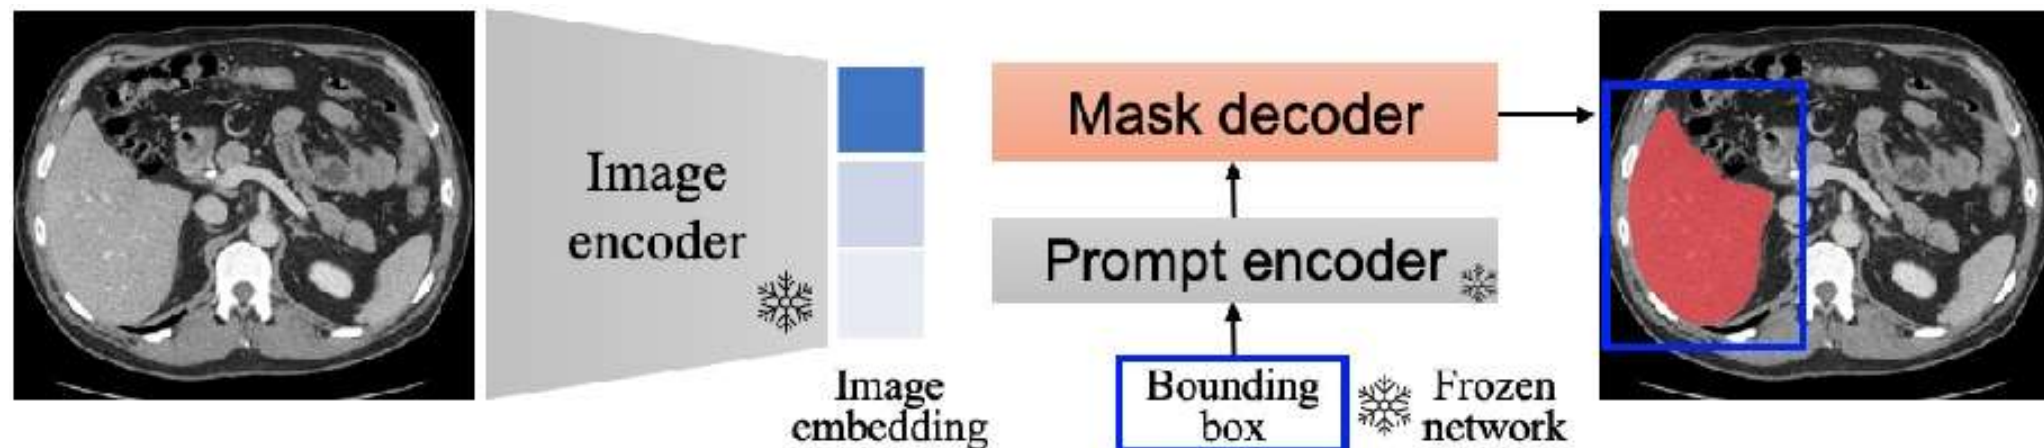 Image
encoder
Image
embedding
Mask decoder
Prompt encoder
Bounding
box
Frozen
network